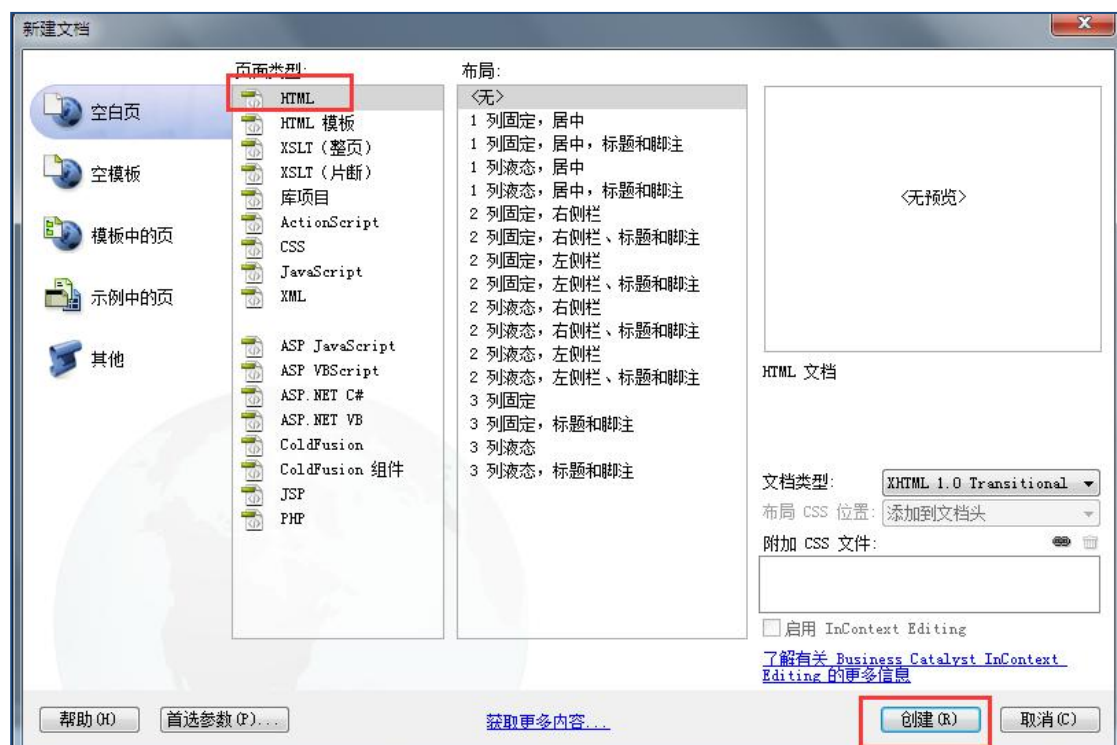 新建文档
空白页
空模板
模板中的页
示例中的页
其他
页面类型:
HTML
HTML 模板
XSLT（整页）
XSLT（片断）
库项目
ActionScript
CSS
JavaScript
XML
ASP JavaScript
ASP VBScript
ASP.NET C#
ASP.NET VB
ColdFusion
ColdFusion 组件
JSP
PHP
布局:
<无>
1 列固定，居中
1 列固定，居中，标题和脚注
1 列液态，居中
1 列液态，居中，标题和脚注
2 列固定，右侧栏
2 列固定，右侧栏、标题和脚注
2 列固定，左侧栏
2 列固定，左侧栏、标题和脚注
2 列液态，右侧栏
2 列液态，右侧栏、标题和脚注
2 列液态，左侧栏
2 列液态，左侧栏、标题和脚注
3 列固定
3 列固定，标题和脚注
3 列液态
3 列液态，标题和脚注
<无预览>
HTML 文档
文档类型: XHTML 1.0 Transitional
布局 CSS 位置: 添加到文档头
附加 CSS 文件:
启用 InContext Editing
了解有关 Business Catalyst InContext
Editing 的更多信息
帮助(H) 首选参数(P)... 获取更多内容... 创建(R) 取消(C)